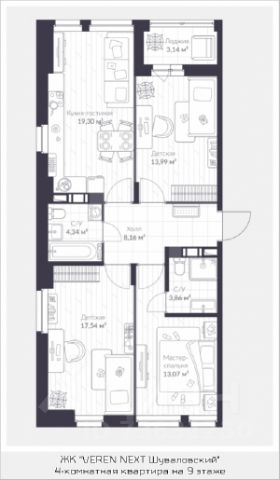 Лоджия
3,14 м²
Кухня-гостиная
19,30 м²
Детская
13,99 м²
С/У
4,34 м²
Холл
8,16 м²
С/У
3,86 м²
Детская
17,54 м²
Мастер-
спальня
13,07 м²
ЖК "VEREN NEXT Шуваловский"
4-комнатная квартира на 9 этаже